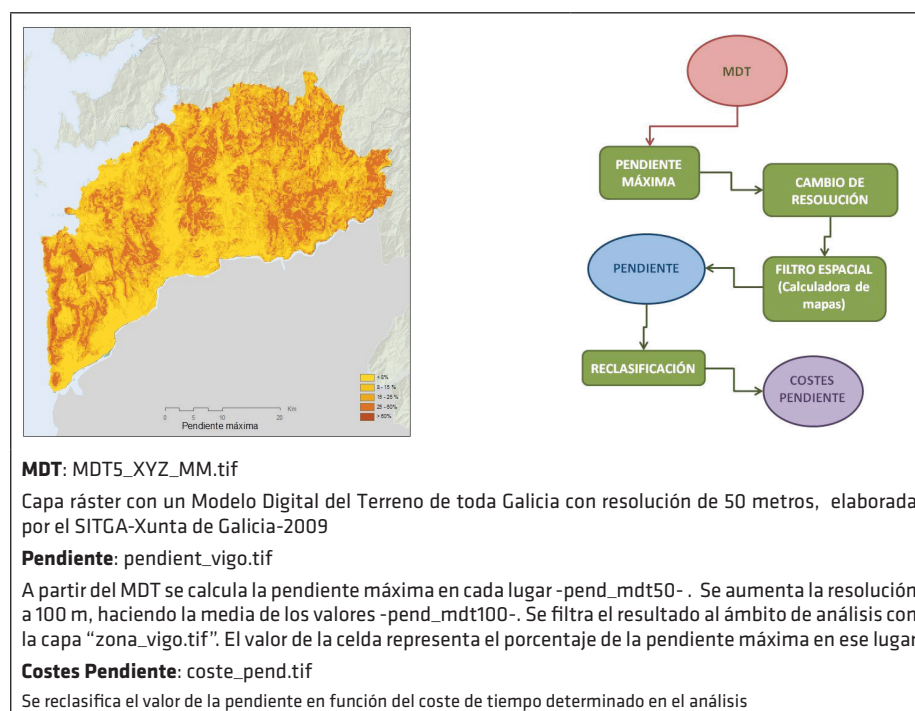 < 8%
8 - 15 %
15 - 25 %
25 - 50%
> 50%
Km
0 5 10 20
Pendiente máxima
MDT
PENDIENTE
MÁXIMA
CAMBIO DE
RESOLUCIÓN
FILTRO ESPACIAL
(Calculadora de
mapas)
PENDIENTE
RECLASIFICACIÓN
COSTES
PENDIENTE
MDT: MDT5_XYZ_MM.tif
Capa ráster con un Modelo Digital del Terreno de toda Galicia con resolución de 50 metros, elaborada
por el SITGA-Xunta de Galicia-2009
Pendiente: pendient_vigo.tif
A partir del MDT se calcula la pendiente máxima en cada lugar -pend_mdt50- . Se aumenta la resolución
a 100 m, haciendo la media de los valores -pend_mdt100-. Se filtra el resultado al ámbito de análisis con
la capa “zona_vigo.tif”. El valor de la celda representa el porcentaje de la pendiente máxima en ese lugar
Costes Pendiente: coste_pend.tif
Se reclasifica el valor de la pendiente en función del coste de tiempo determinado en el análisis